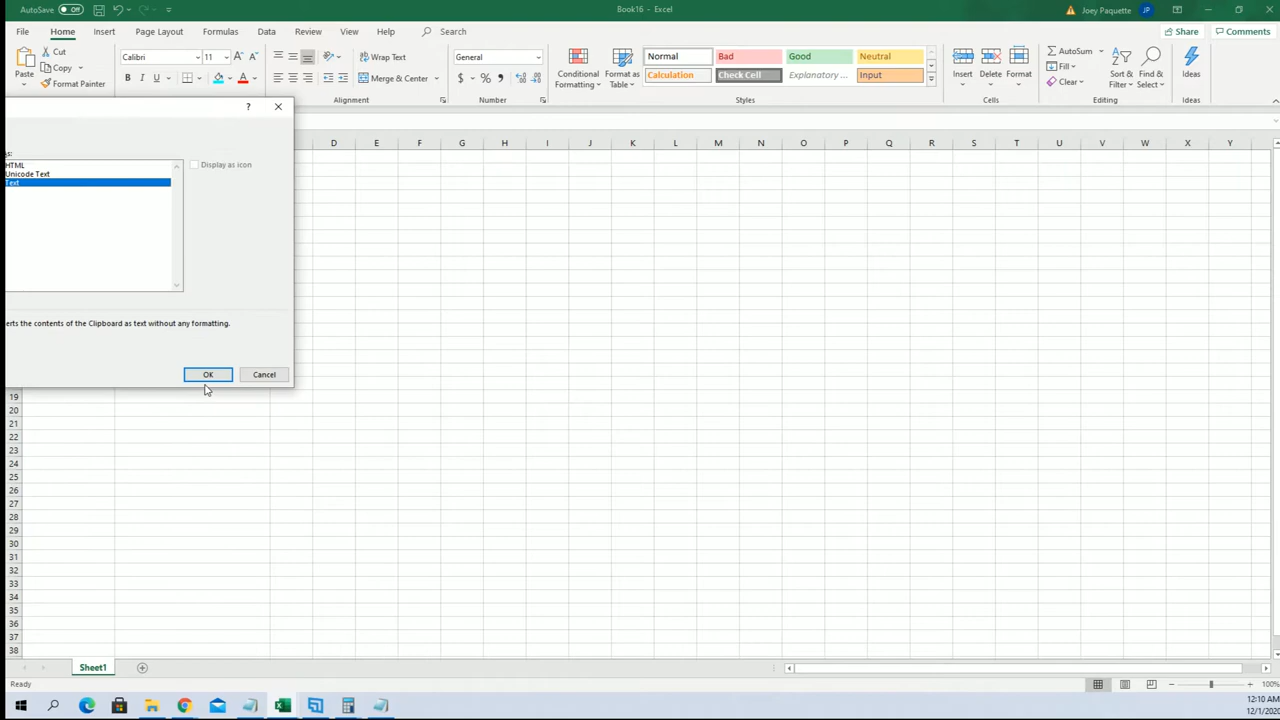 AutoSave Off Book16 - Excel Joey Paquette JP
File Home Insert Page Layout Formulas Data Review View Help Search Share Comments
Cut
Copy
Format Painter
Paste
Calibri 11
B I U
Wrap Text
Merge & Center
Alignment
General
$ % ,
Number
Conditional Formatting
Format as Table
Normal Bad Good Neutral
Calculation Check Cell Explanatory ... Input
Styles
Insert Delete Format
Cells
AutoSum
Fill
Clear
Sort & Filter
Find & Select
Editing
Ideas
Ideas
D E F G H I J K L M N O P Q R S T U V W X Y
HTML
Unicode Text
Text
Display as icon
erts the contents of the Clipboard as text without any formatting.
OK Cancel
19
20
21
22
23
24
25
26
27
28
29
30
31
32
33
34
35
36
37
38
Sheet1
Ready 100%
12:10 AM
12/1/2020